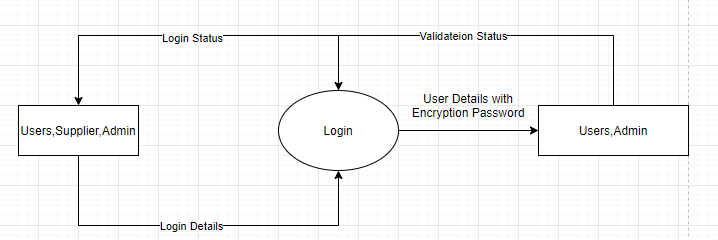 Login Status
Validateion Status
User Details with
Encryption Password
Users,Supplier,Admin
Login
Users,Admin
Login Details